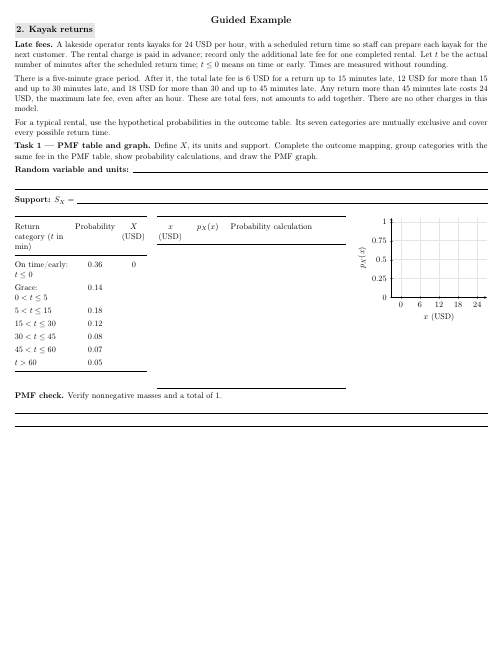 Guided Example
2. Kayak returns
Late fees. A lakeside operator rents kayaks for 24 USD per hour, with a scheduled return time so staff can prepare each kayak for the
next customer. The rental charge is paid in advance; record only the additional late fee for one completed rental. Let t be the actual
number of minutes after the scheduled return time; t ≤ 0 means on time or early. Times are measured without rounding.
There is a five-minute grace period. After it, the total late fee is 6 USD for a return up to 15 minutes late, 12 USD for more than 15
and up to 30 minutes late, and 18 USD for more than 30 and up to 45 minutes late. Any return more than 45 minutes late costs 24
USD, the maximum late fee, even after an hour. These are total fees, not amounts to add together. There are no other charges in this
model.
For a typical rental, use the hypothetical probabilities in the outcome table. Its seven categories are mutually exclusive and cover
every possible return time.
Task 1 — PMF table and graph. Define X, its units and support. Complete the outcome mapping, group categories with the
same fee in the PMF table, show probability calculations, and draw the PMF graph.
Random variable and units:
Support: S_X =
Return category (t in min) Probability X (USD)
On time/early: t ≤ 0 0.36 0
Grace: 0 < t ≤ 5 0.14
5 < t ≤ 15 0.18
15 < t ≤ 30 0.12
30 < t ≤ 45 0.08
45 < t ≤ 60 0.07
t > 60 0.05
x (USD) p_X(x) Probability calculation
p_X(x)
1
0.75
0.5
0.25
0
0 6 12 18 24
x (USD)
PMF check. Verify nonnegative masses and a total of 1.